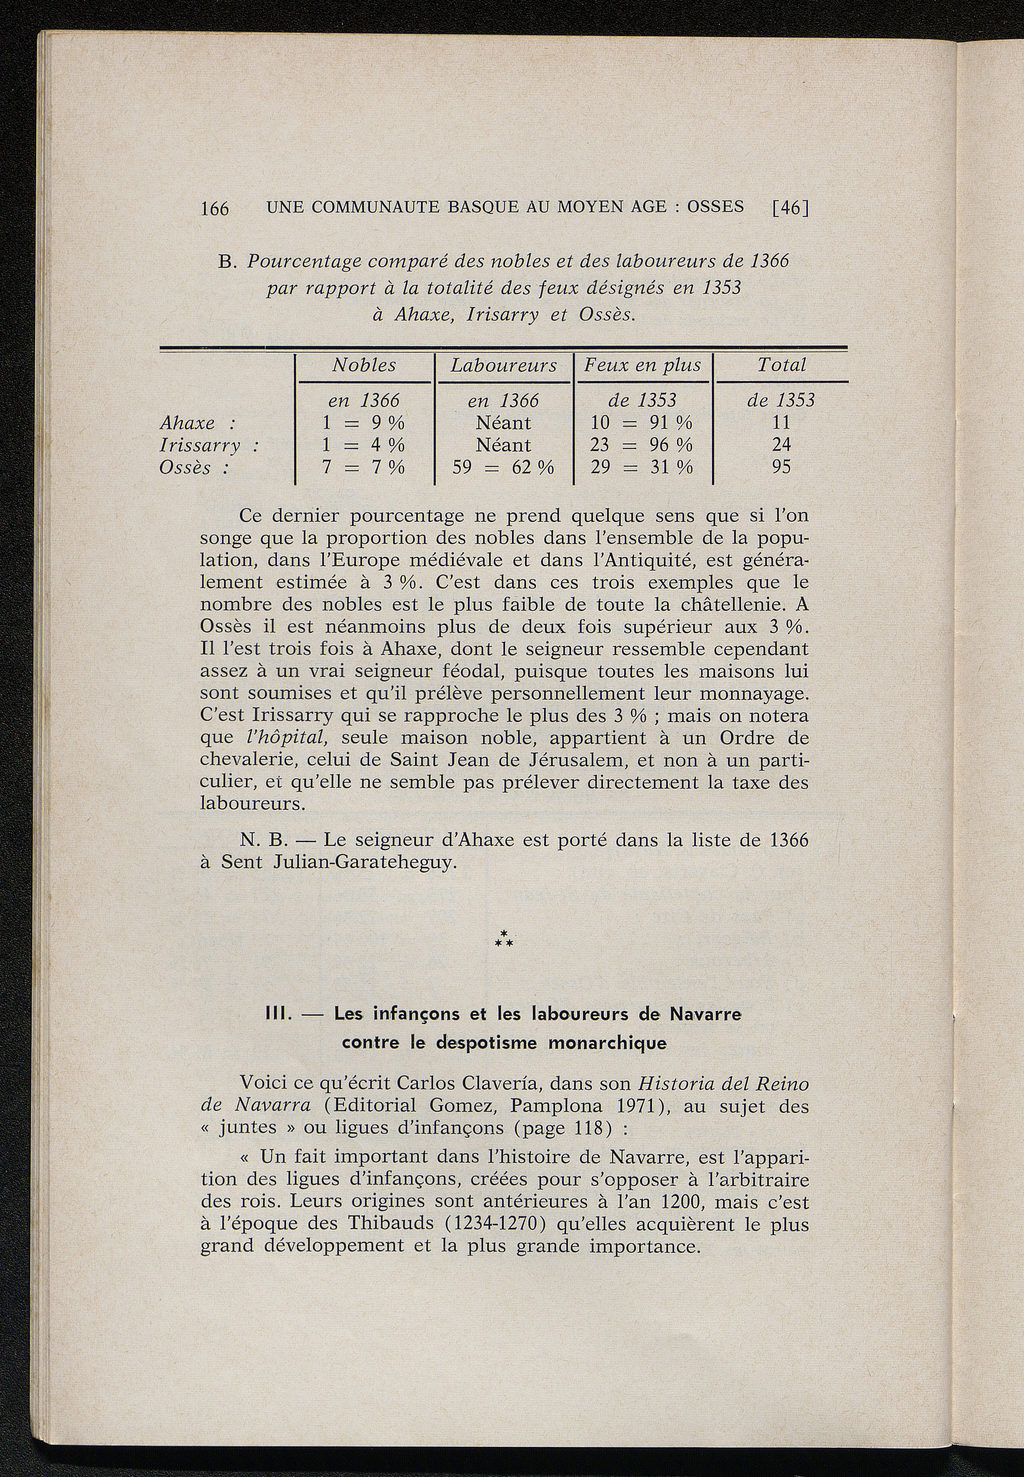 166 UNE COMMUNAUTE BASQUE AU MOYEN AGE : OSSES [46]
B. Pourcentage comparé des nobles et des laboureurs de 1366
par rapport à la totalité des feux désignés en 1353
à Ahaxe, Irisarry et Ossès.
Nobles Laboureurs Feux en plus Total
en 1366 en 1366 de 1353 de 1353
Ahaxe : 1 = 9 % Néant 10 = 91 % 11
Irissarry : 1 = 4 % Néant 23 = 96 % 24
Ossès : 7 = 7 % 59 = 62 % 29 = 31 % 95
Ce dernier pourcentage ne prend quelque sens que si l'on
songe que la proportion des nobles dans l'ensemble de la popu-
lation, dans l'Europe médiévale et dans l'Antiquité, est généra-
lement estimée à 3 %. C'est dans ces trois exemples que le
nombre des nobles est le plus faible de toute la châtellenie. A
Ossès il est néanmoins plus de deux fois supérieur aux 3 %.
Il l'est trois fois à Ahaxe, dont le seigneur ressemble cependant
assez à un vrai seigneur féodal, puisque toutes les maisons lui
sont soumises et qu'il prélève personnellement leur monnayage.
C'est Irissarry qui se rapproche le plus des 3 % ; mais on notera
que l'hôpital, seule maison noble, appartient à un Ordre de
chevalerie, celui de Saint Jean de Jérusalem, et non à un parti-
culier, et qu'elle ne semble pas prélever directement la taxe des
laboureurs.
N. B. — Le seigneur d'Ahaxe est porté dans la liste de 1366
à Sent Julian-Garateheguy.
*
* *
III. — Les infançons et les laboureurs de Navarre
contre le despotisme monarchique
Voici ce qu'écrit Carlos Clavería, dans son Historia del Reino
de Navarra (Editorial Gomez, Pamplona 1971), au sujet des
« juntes » ou ligues d'infançons (page 118) :
« Un fait important dans l'histoire de Navarre, est l'appari-
tion des ligues d'infançons, créées pour s'opposer à l'arbitraire
des rois. Leurs origines sont antérieures à l'an 1200, mais c'est
à l'époque des Thibauds (1234-1270) qu'elles acquièrent le plus
grand développement et la plus grande importance.